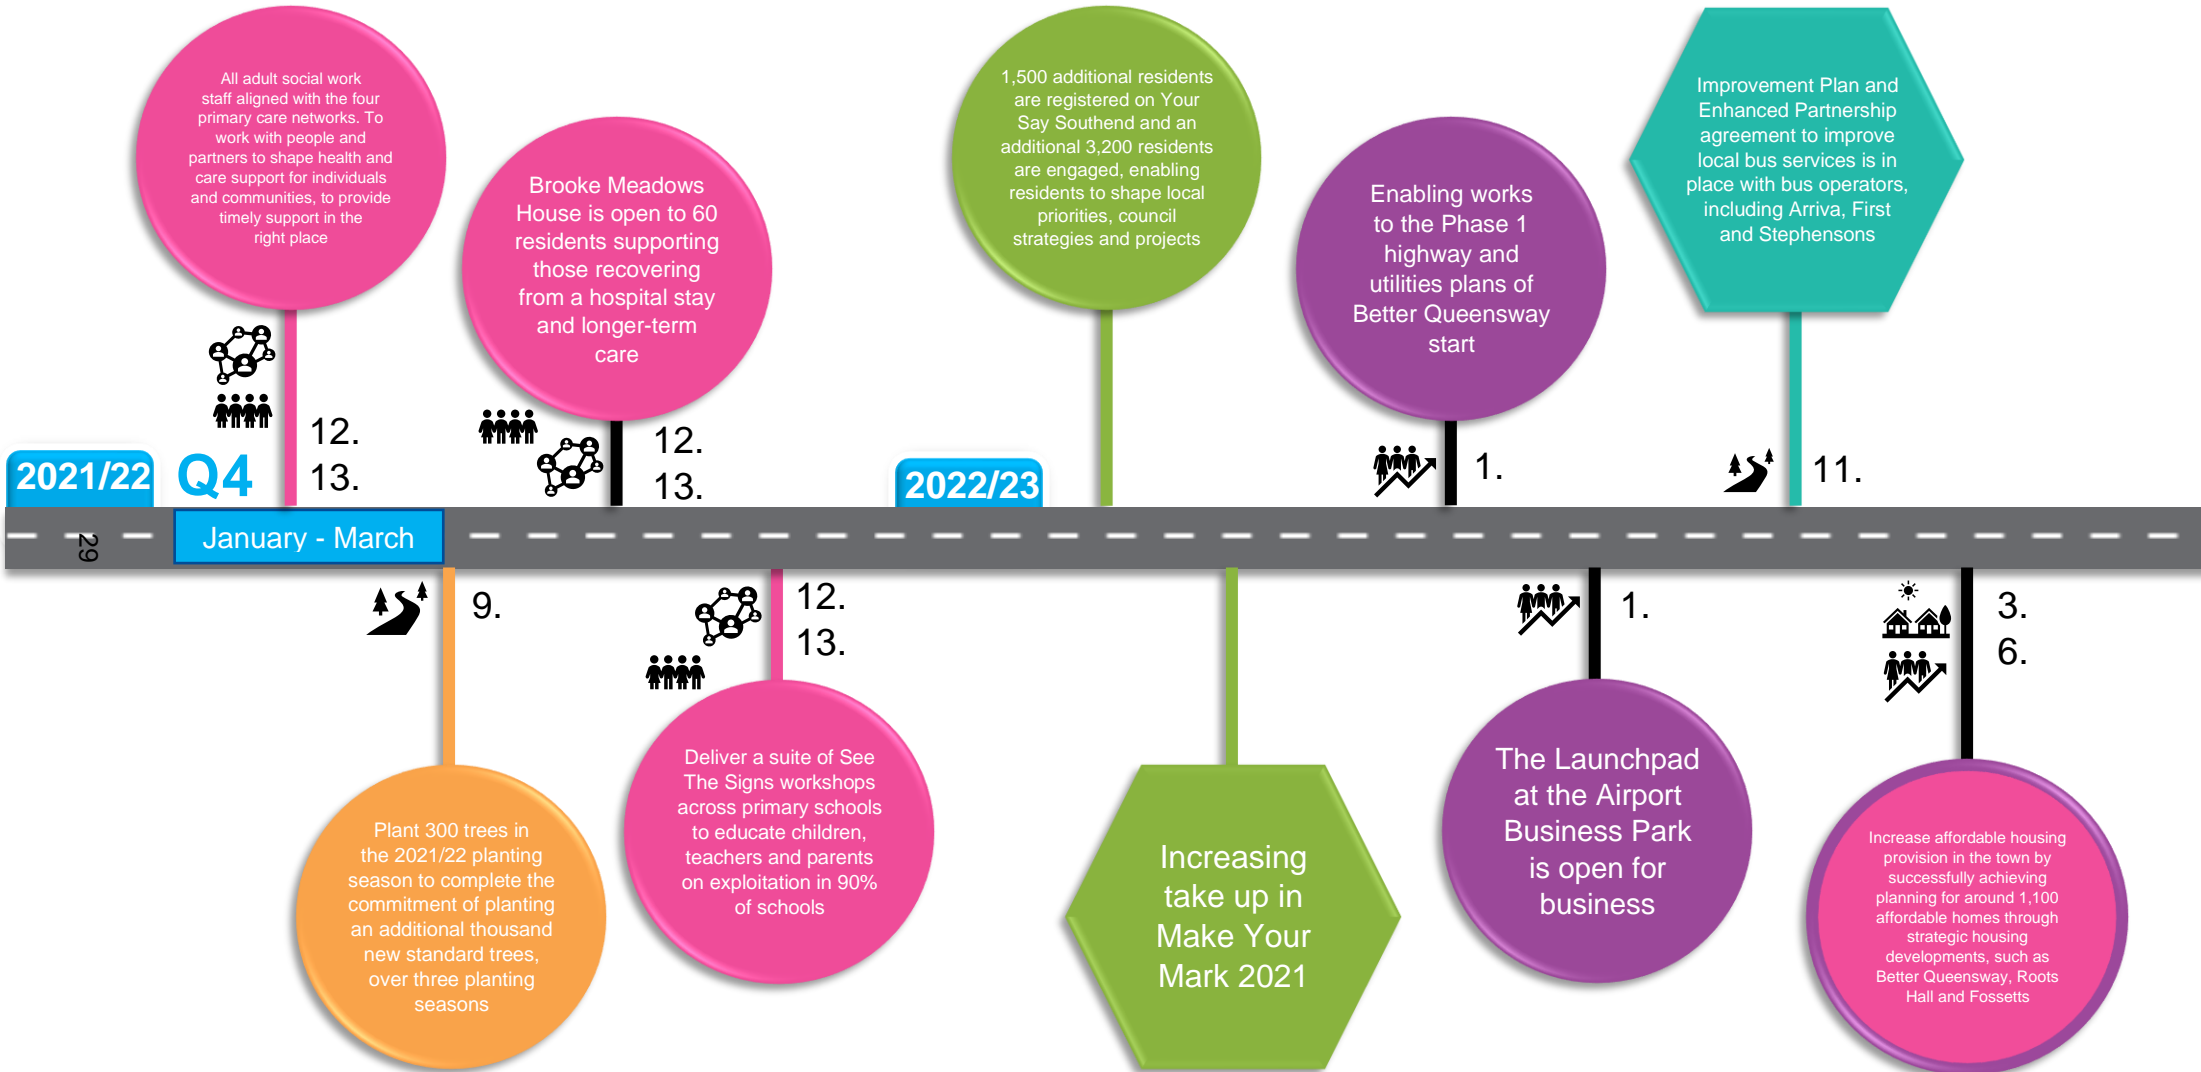 All adult social work
staff aligned with the four
primary care networks. To
work with people and
partners to shape health and
care support for individuals
and communities, to provide
timely support in the
right place
12.
13.
Brooke Meadows
House is open to 60
residents supporting
those recovering
from a hospital stay
and longer-term
care
12.
13.
1,500 additional residents
are registered on Your
Say Southend and an
additional 3,200 residents
are engaged, enabling
residents to shape local
priorities, council
strategies and projects
Enabling works
to the Phase 1
highway and
utilities plans of
Better Queensway
start
1.
Improvement Plan and
Enhanced Partnership
agreement to improve
local bus services is in
place with bus operators,
including Arriva, First
and Stephensons
11.
2021/22
Q4
2022/23
29
January - March
9.
Plant 300 trees in
the 2021/22 planting
season to complete the
commitment of planting
an additional thousand
new standard trees,
over three planting
seasons
12.
13.
Deliver a suite of See
The Signs workshops
across primary schools
to educate children,
teachers and parents
on exploitation in 90%
of schools
Increasing
take up in
Make Your
Mark 2021
1.
The Launchpad
at the Airport
Business Park
is open for
business
3.
6.
Increase affordable housing
provision in the town by
successfully achieving
planning for around 1,100
affordable homes through
strategic housing
developments, such as
Better Queensway, Roots
Hall and Fossetts